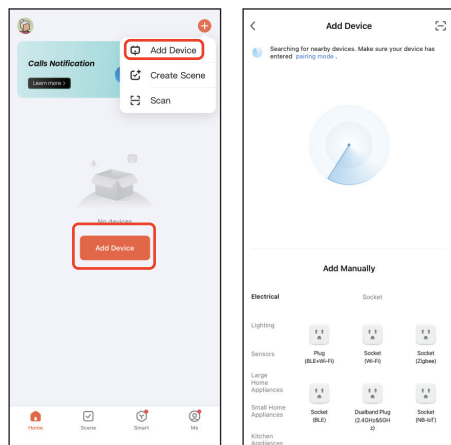 Add Device
Create Scene
Scan
Calls Notification
Learn more >
No devices
Add Device
Home
Scene
Smart
Me
Add Device
Searching for nearby devices. Make sure your device has
entered pairing mode .
Add Manually
Electrical
Socket
Lighting
Sensors
Large
Home
Appliances
Small Home
Appliances
Kitchen
Appliances
Plug
(BLE+Wi-Fi)
Socket
(Wi-Fi)
Socket
(Zigbee)
Socket
(BLE)
Dualband Plug
(2.4GHz&5GH
z)
Socket
(NB-IoT)